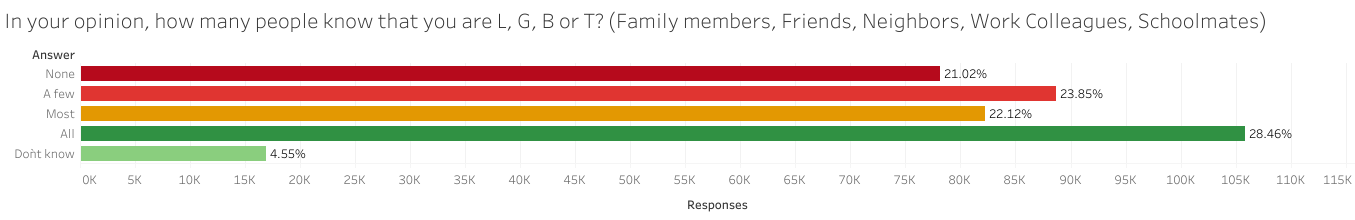 In your opinion, how many people know that you are L, G, B or T? (Family members, Friends, Neighbors, Work Colleagues, Schoolmates)
Answer
None 21.02%
A few 23.85%
Most 22.12%
All 28.46%
Doǹt know 4.55%
0K 5K 10K 15K 20K 25K 30K 35K 40K 45K 50K 55K 60K 65K 70K 75K 80K 85K 90K 95K 100K 105K 110K 115K
Responses